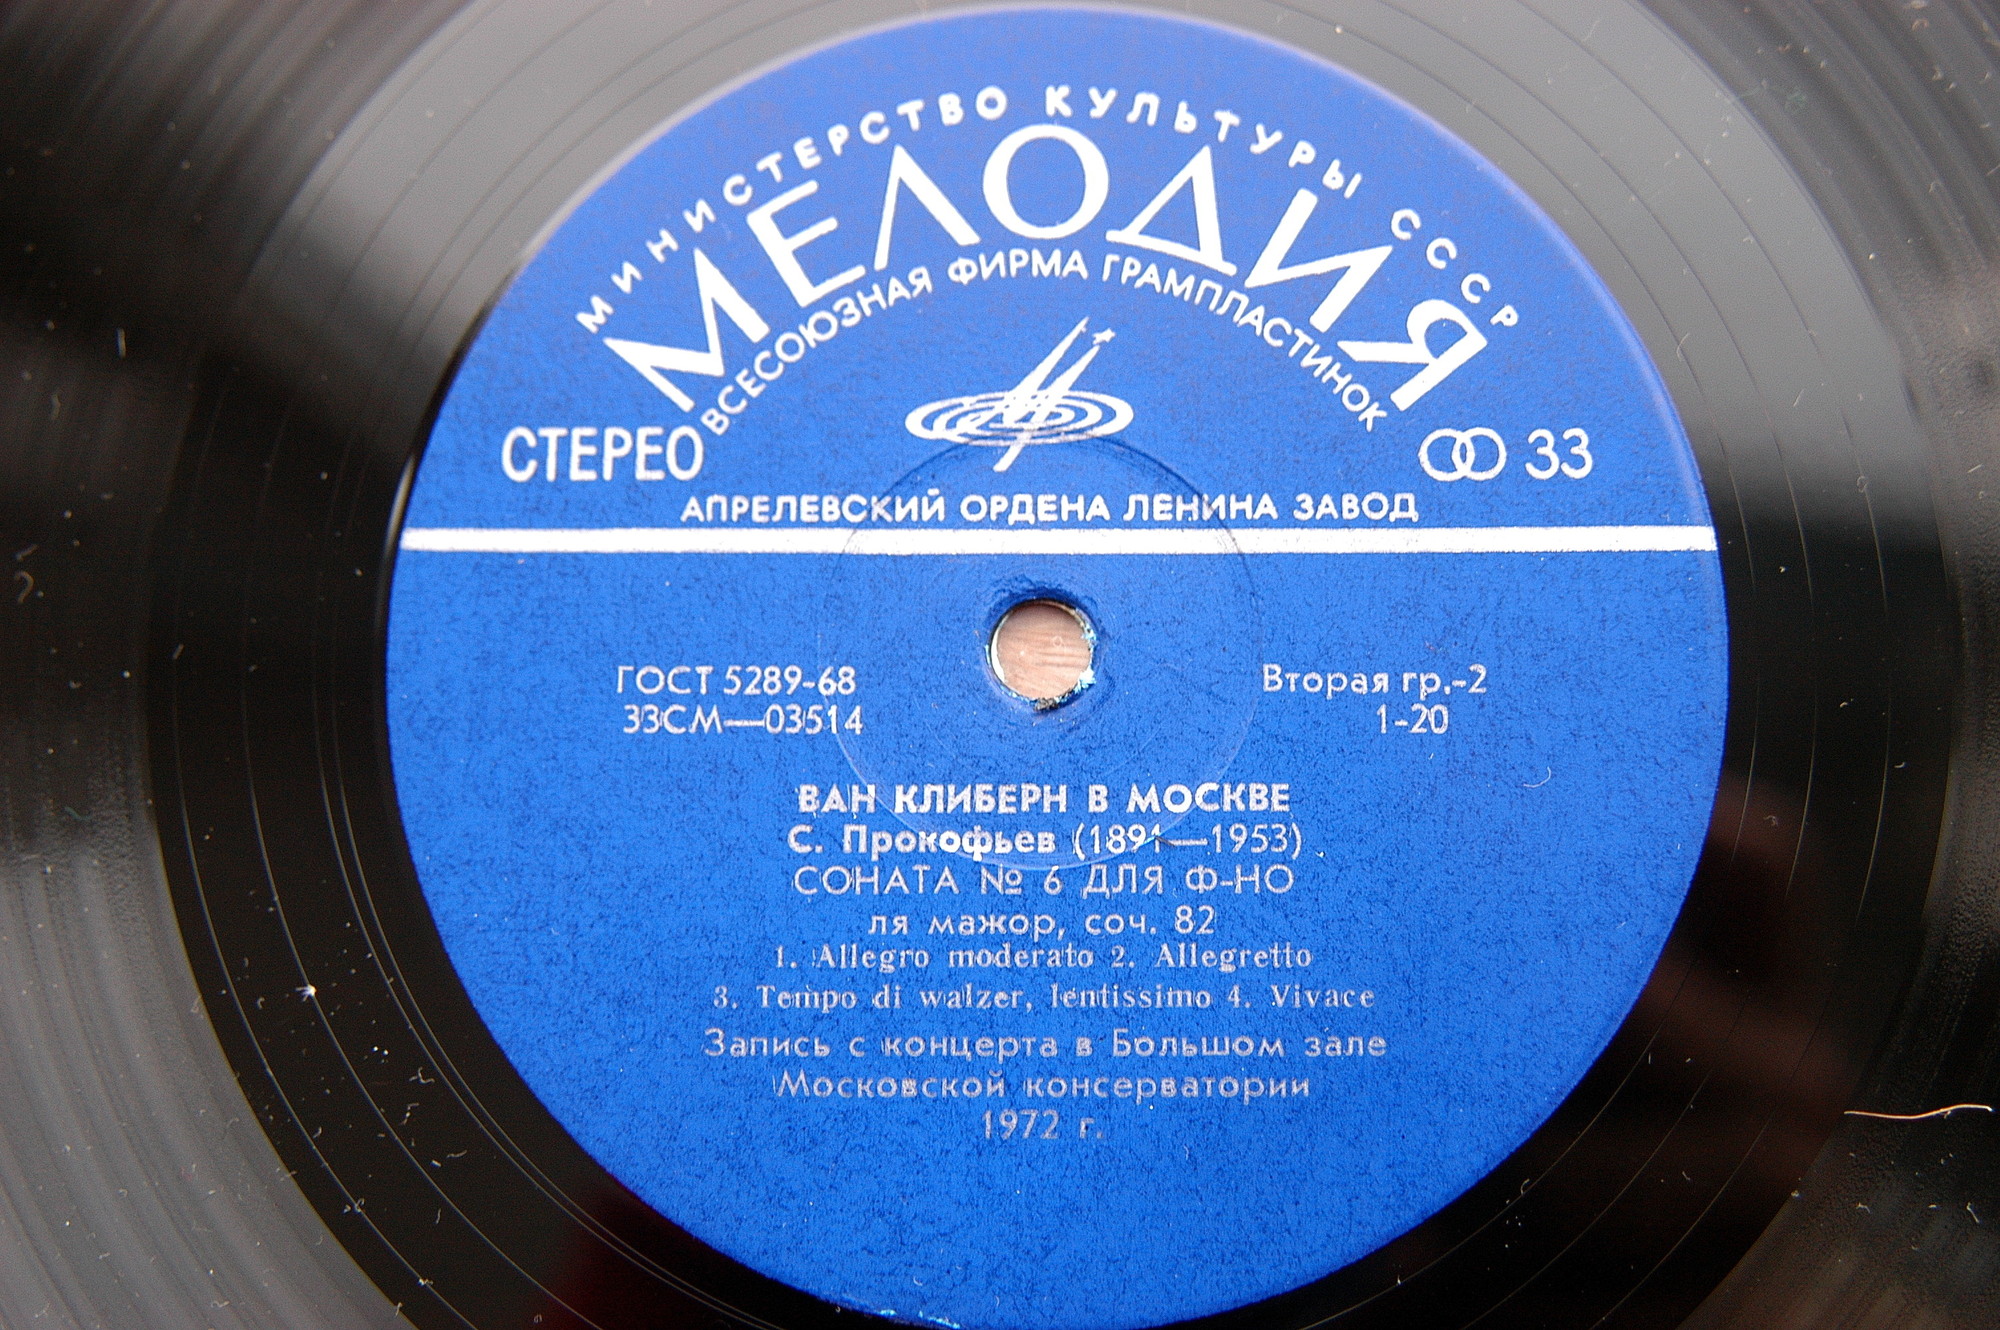 МИНИСТЕРСТВО КУЛЬТУРЫ СССР
МЕЛОДИЯ
ВСЕСОЮЗНАЯ ФИРМА ГРАМПЛАСТИНОК
СТЕРЕО
33
АПРЕЛЕВСКИЙ ОРДЕНА ЛЕНИНА ЗАВОД
ГОСТ 5289-68
33СМ—03514
Вторая гр.-2
1-20
ВАН КЛИБЕРН В МОСКВЕ
С. Прокофьев (1891—1953)
СОНАТА № 6 ДЛЯ Ф-НО
ля мажор, соч. 82
1. Allegro moderato 2. Allegretto
3. Tempo di walzer, lentissimo 4. Vivace
Запись с концерта в Большом зале
Московской консерватории
1972 г.